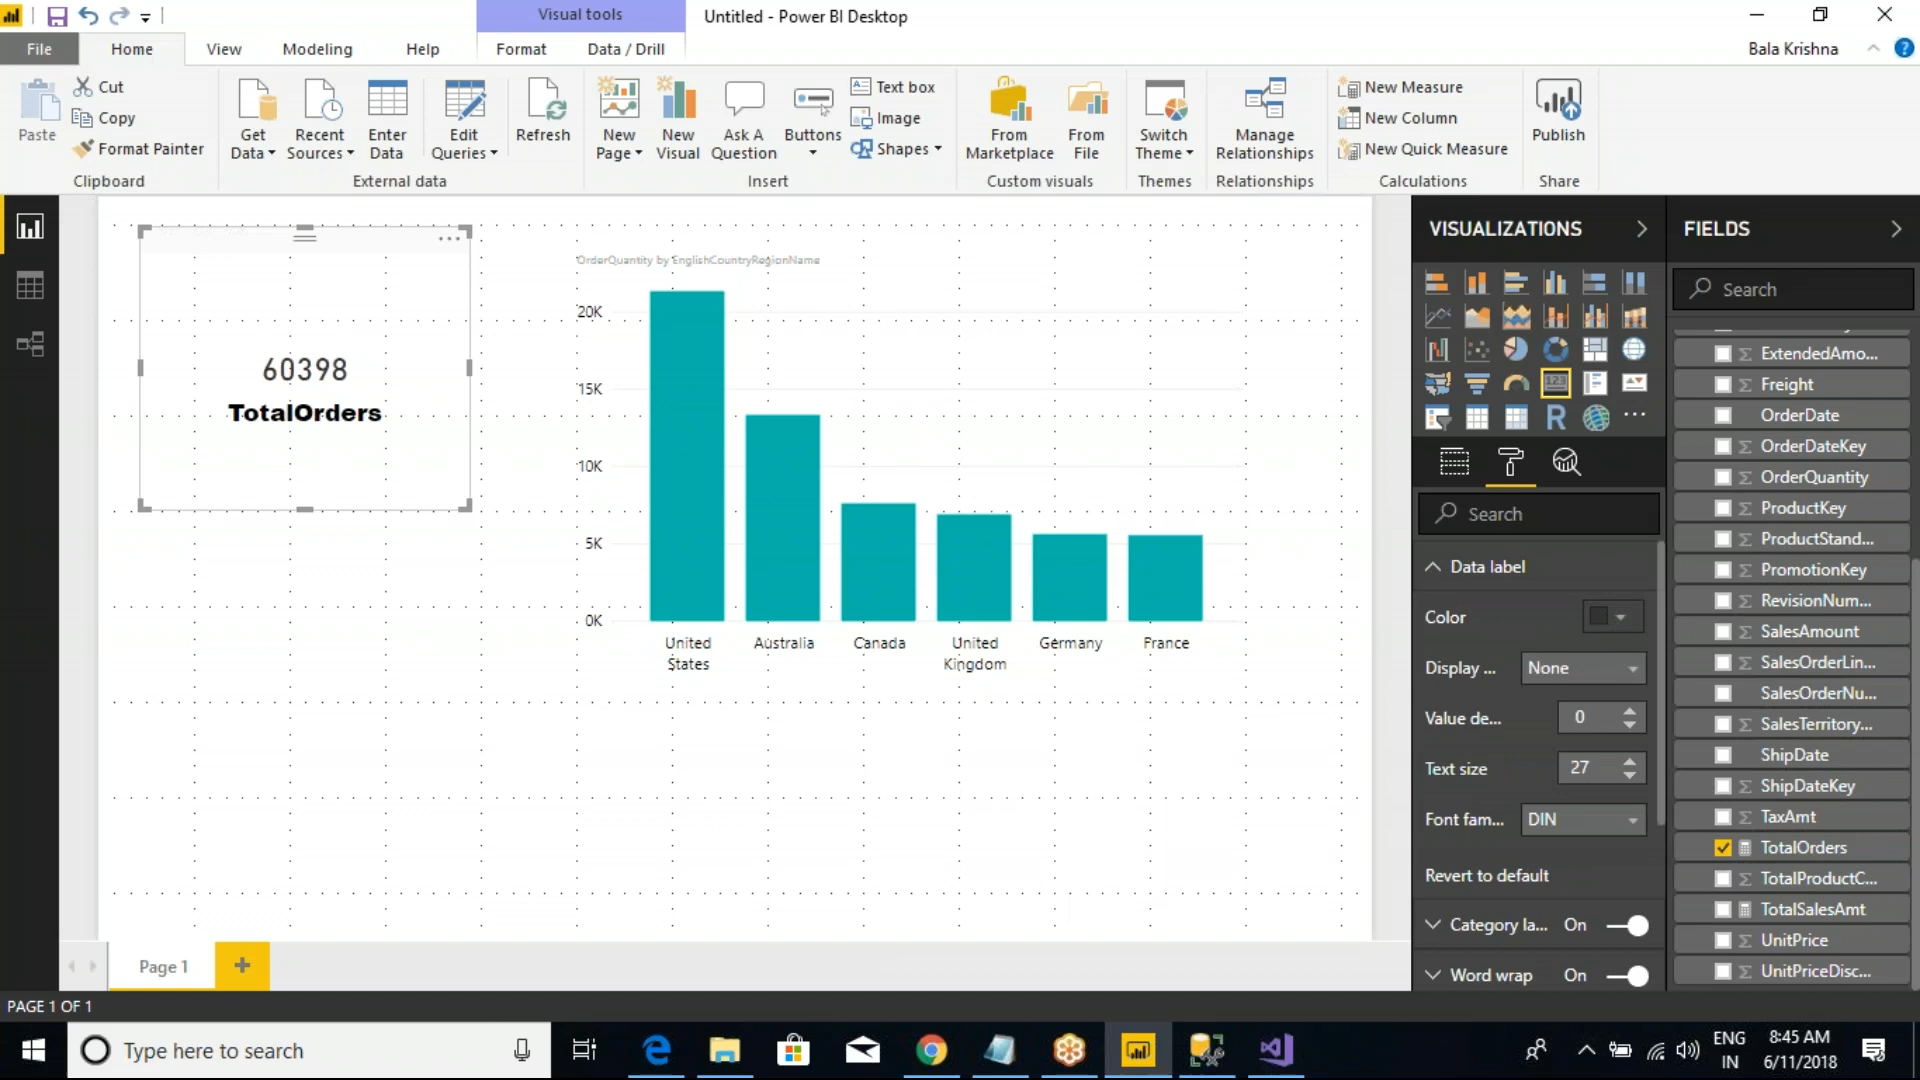 Visual tools
Untitled - Power BI Desktop
File
Home
View
Modeling
Help
Format
Data / Drill
Bala Krishna
?
Paste
Cut
Copy
Format Painter
Clipboard
Get Data
Recent Sources
Enter Data
Edit Queries
Refresh
External data
New Page
New Visual
Ask A Question
Buttons
Text box
Image
Shapes
Insert
From Marketplace
From File
Custom visuals
Switch Theme
Themes
Manage Relationships
Relationships
New Measure
New Column
New Quick Measure
Calculations
Publish
Share
60398
TotalOrders
OrderQuantity by EnglishCountryRegionName
20K
15K
10K
5K
0K
United States
Australia
Canada
United Kingdom
Germany
France
VISUALIZATIONS
R
123
Search
Data label
Color
Display ...
None
Value de...
0
Text size
27
Font fam...
DIN
Revert to default
Category la...
On
Word wrap
On
FIELDS
Search
ExtendedAmo...
Freight
OrderDate
OrderDateKey
OrderQuantity
ProductKey
ProductStand...
PromotionKey
RevisionNum...
SalesAmount
SalesOrderLin...
SalesOrderNu...
SalesTerritory...
ShipDate
ShipDateKey
TaxAmt
TotalOrders
TotalProductC...
TotalSalesAmt
UnitPrice
UnitPriceDisc...
Page 1
PAGE 1 OF 1
Type here to search
ENG
IN
8:45 AM
6/11/2018